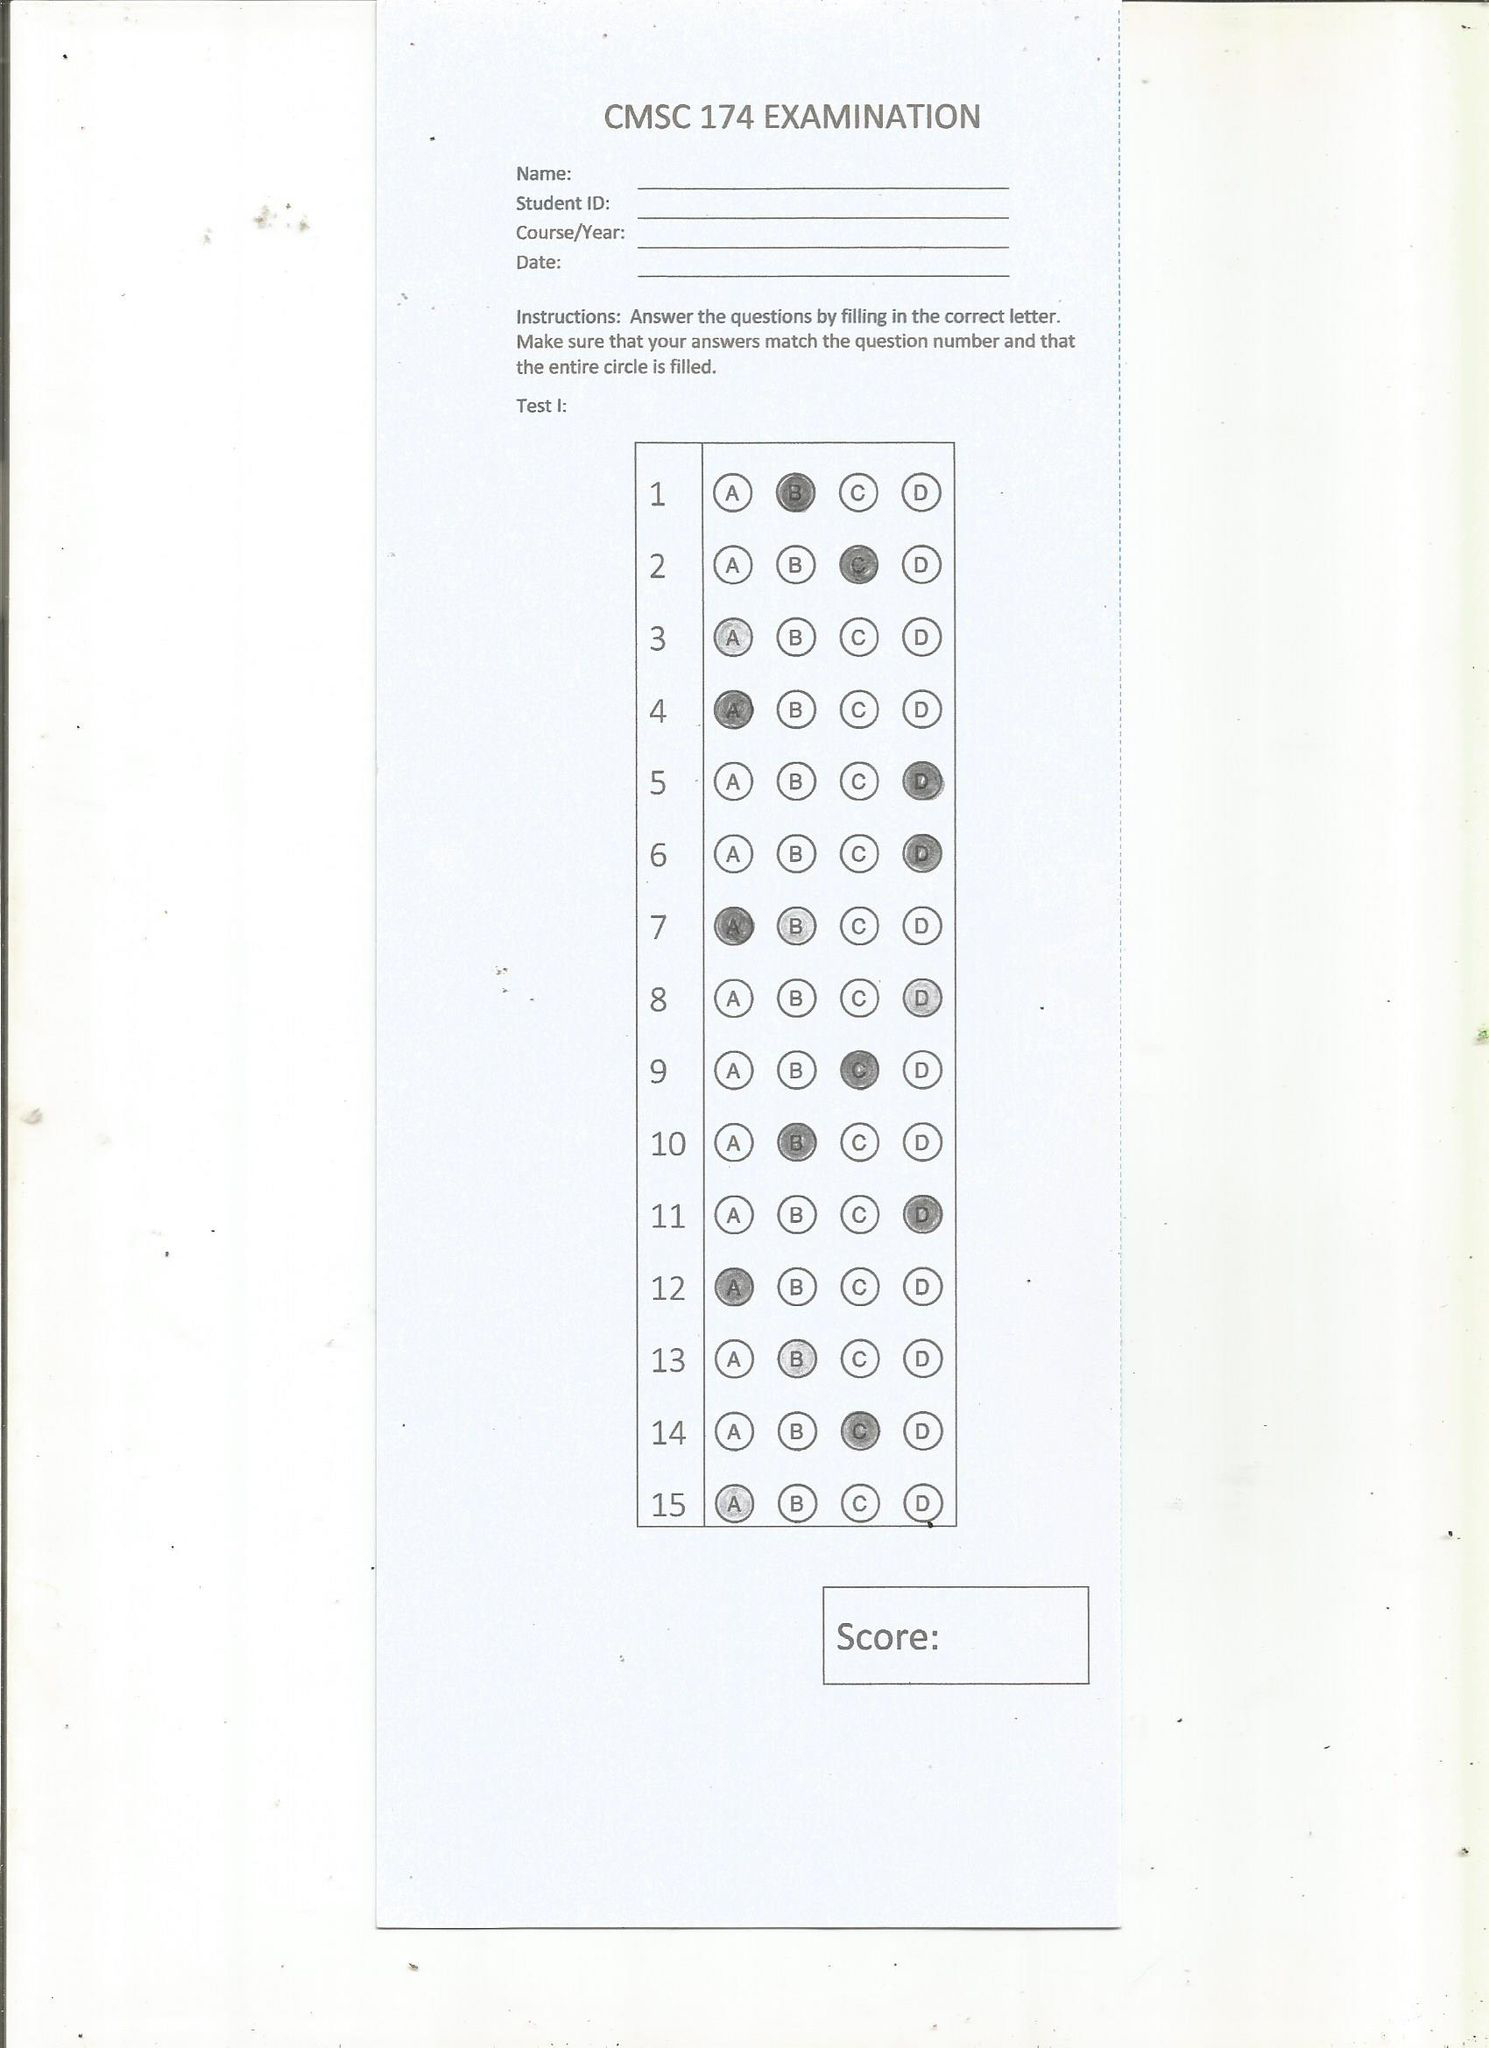 CMSC 174 EXAMINATION
Name:
Student ID:
Course/Year:
Date:
Instructions: Answer the questions by filling in the correct letter.
Make sure that your answers match the question number and that
the entire circle is filled.
Test I:
1 A B C D
2 A B C D
3 A B C D
4 A B C D
5 A B C D
6 A B C D
7 A B C D
8 A B C D
9 A B C D
10 A B C D
11 A B C D
12 A B C D
13 A B C D
14 A B C D
15 A B C D
Score: